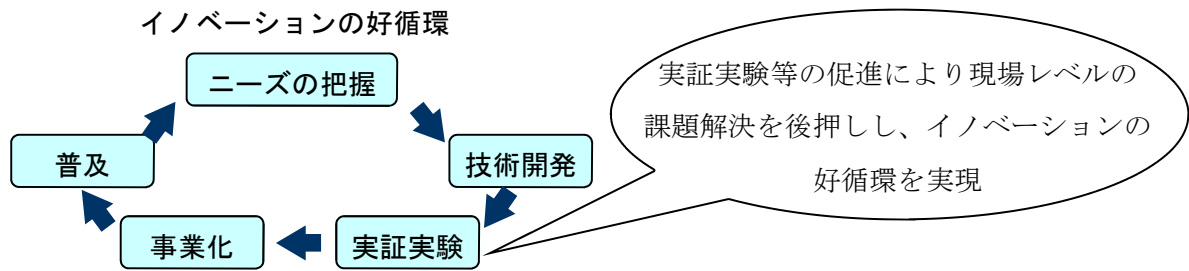 イノベーションの好循環
ニーズの把握
技術開発
実証実験
事業化
普及
実証実験等の促進により現場レベルの
課題解決を後押しし、イノベーションの
好循環を実現